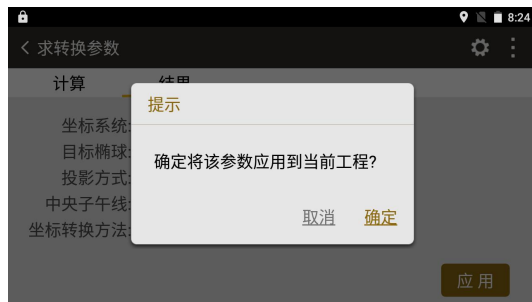 8:24
求转换参数
计算 结果
提示
坐标系统:
目标椭球:
投影方式:
中央子午线:
坐标转换方法:
确定将该参数应用到当前工程?
取消 确定
应用